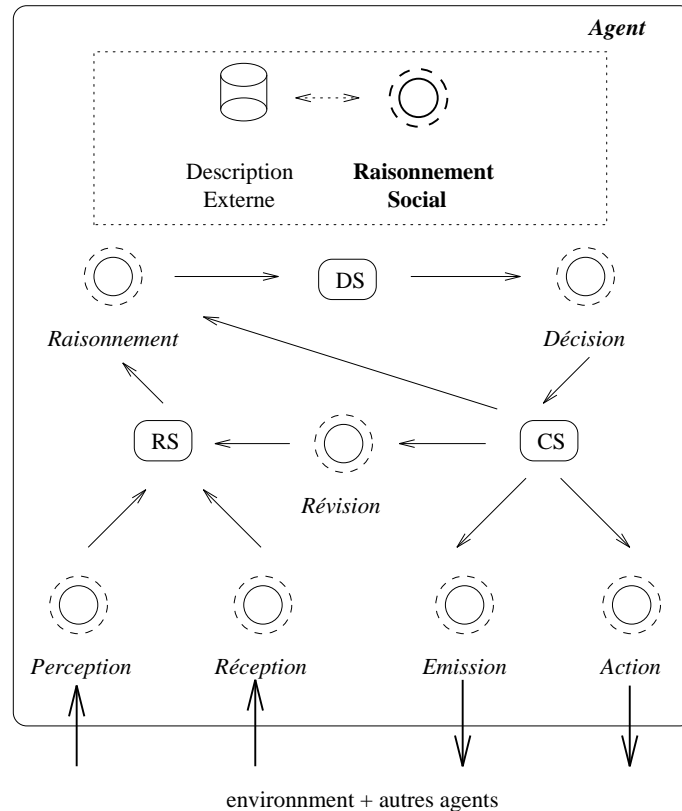 Agent
Description
Externe
Raisonnement
Social
DS
Raisonnement
Décision
RS
CS
Révision
Perception
Réception
Emission
Action
environnment + autres agents